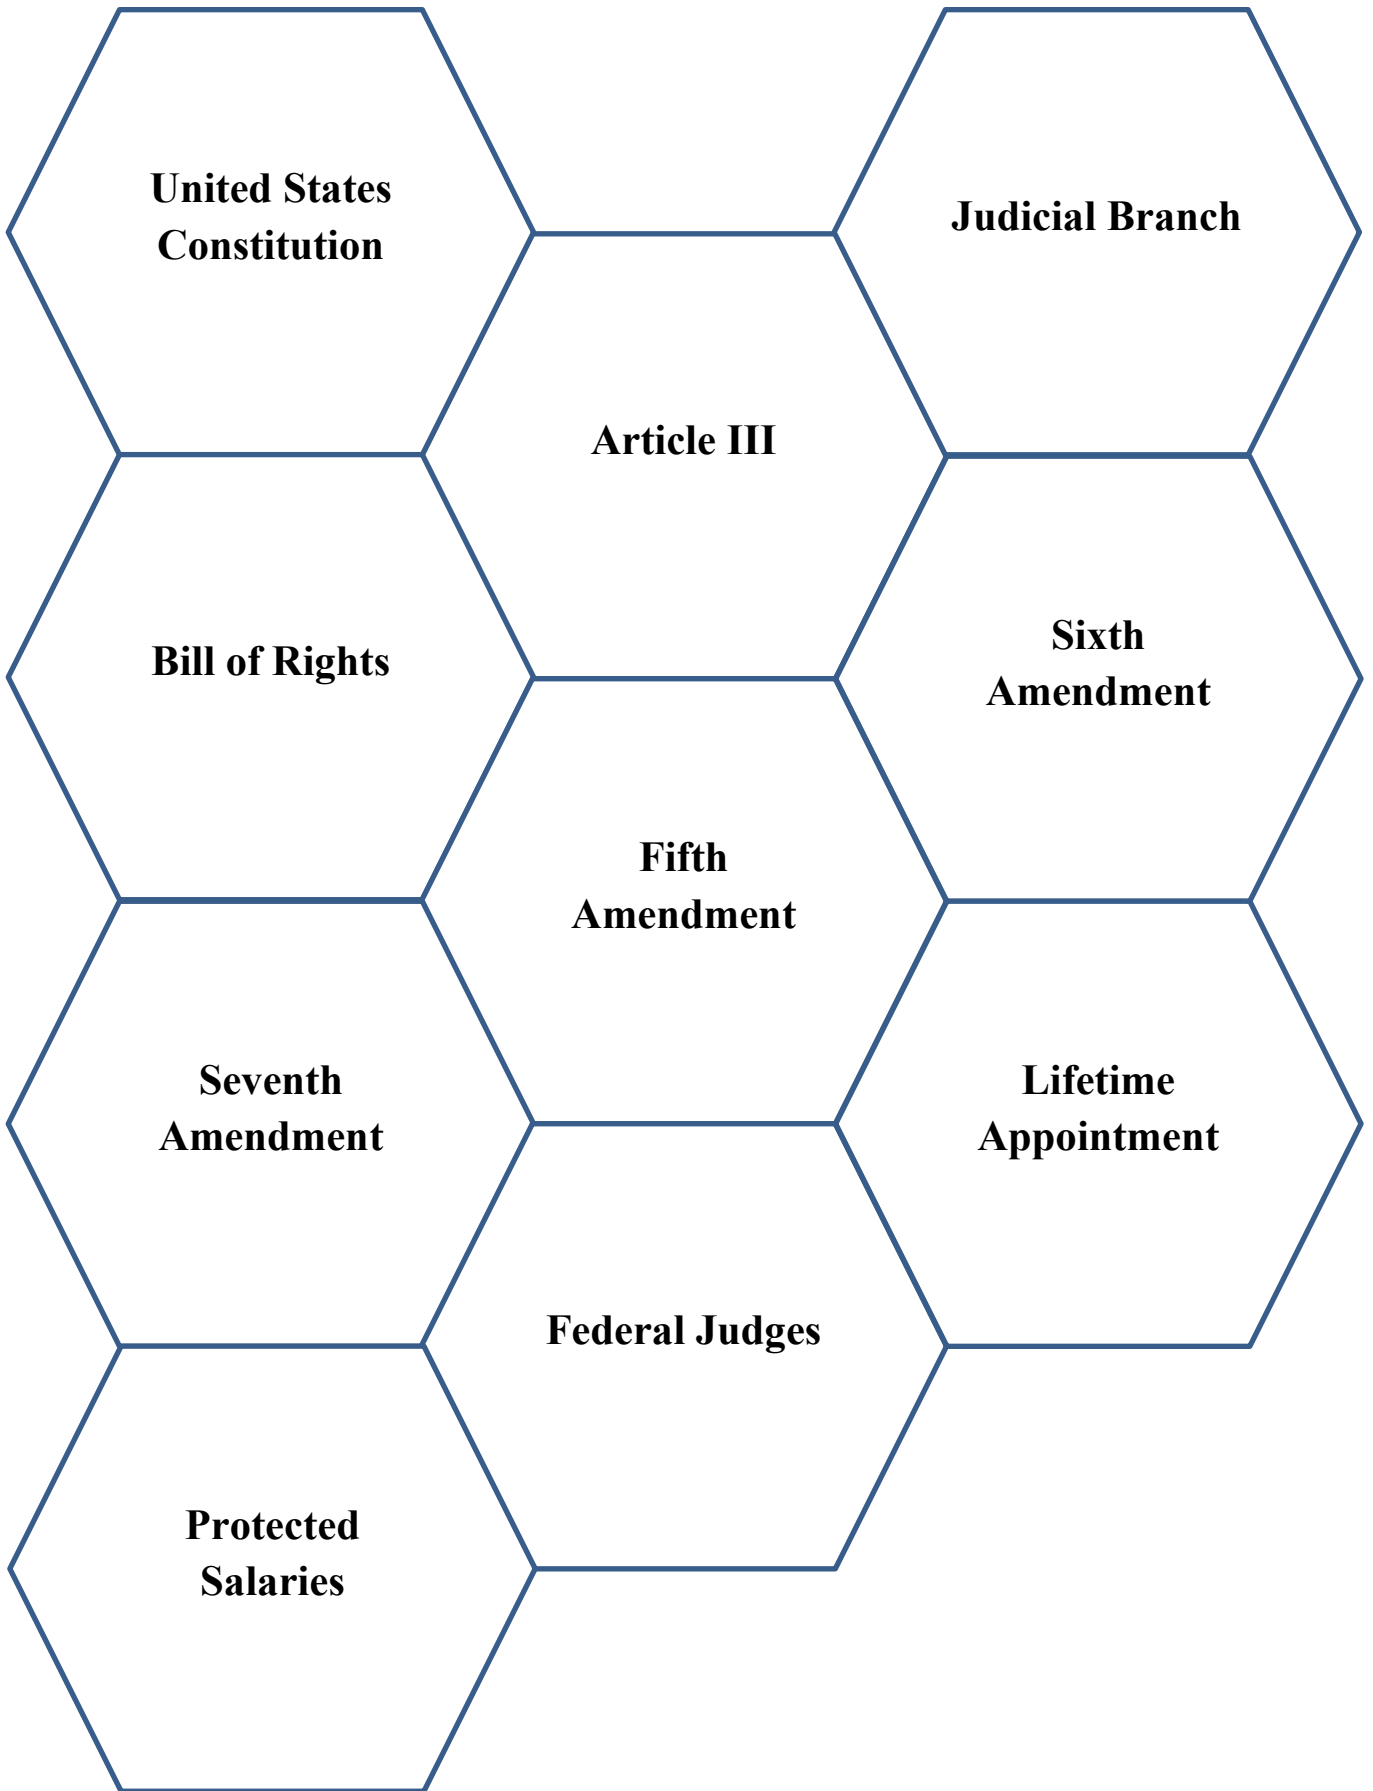 United States
Constitution
Judicial Branch
Article III
Bill of Rights
Sixth
Amendment
Fifth
Amendment
Seventh
Amendment
Lifetime
Appointment
Federal Judges
Protected
Salaries